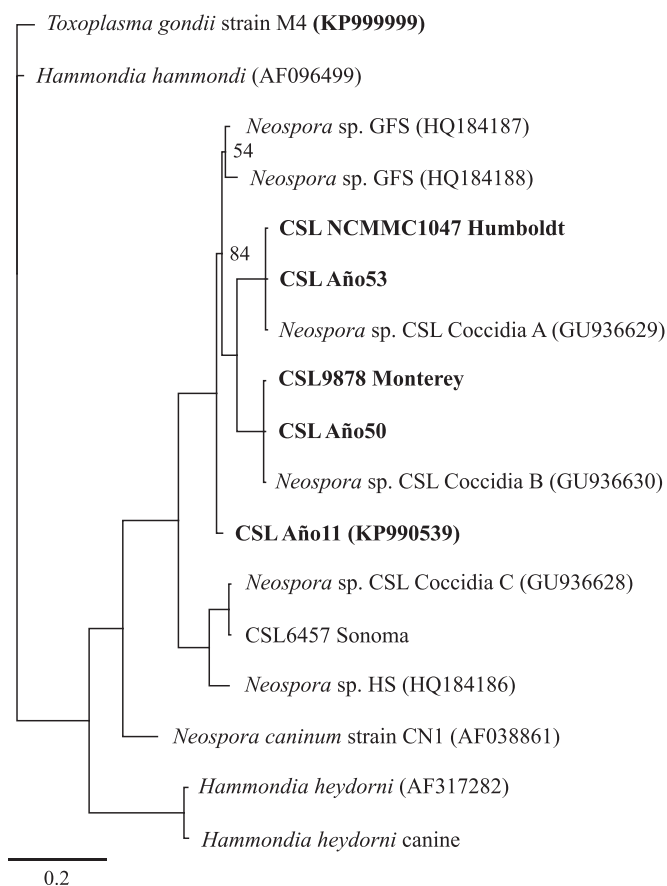 Toxoplasma gondii strain M4 (KP999999)
Hammondia hammondi (AF096499)
Neospora sp. GFS (HQ184187)
54
Neospora sp. GFS (HQ184188)
CSL NCMMC1047 Humboldt
84
CSL Año53
Neospora sp. CSL Coccidia A (GU936629)
CSL9878 Monterey
CSL Año50
Neospora sp. CSL Coccidia B (GU936630)
CSL Año11 (KP990539)
Neospora sp. CSL Coccidia C (GU936628)
CSL6457 Sonoma
Neospora sp. HS (HQ184186)
Neospora caninum strain CN1 (AF038861)
Hammondia heydorni (AF317282)
Hammondia heydorni canine
0.2